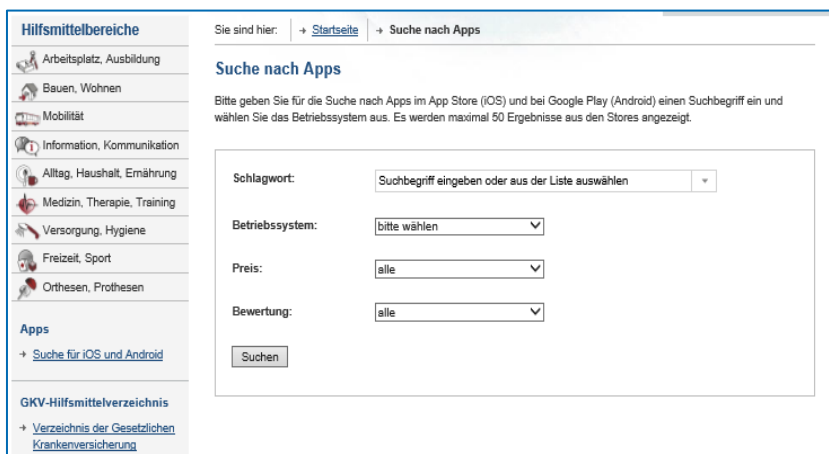 Hilfsmittelbereiche
Arbeitsplatz, Ausbildung
Bauen, Wohnen
Mobilität
Information, Kommunikation
Alltag, Haushalt, Ernährung
Medizin, Therapie, Training
Versorgung, Hygiene
Freizeit, Sport
Orthesen, Prothesen
Apps
Suche für iOS und Android
GKV-Hilfsmittelverzeichnis
Verzeichnis der Gesetzlichen
Krankenversicherung
Sie sind hier: Startseite Suche nach Apps
Suche nach Apps
Bitte geben Sie für die Suche nach Apps im App Store (iOS) und bei Google Play (Android) einen Suchbegriff ein und
wählen Sie das Betriebssystem aus. Es werden maximal 50 Ergebnisse aus den Stores angezeigt.
Schlagwort: Suchbegriff eingeben oder aus der Liste auswählen
Betriebssystem: bitte wählen
Preis: alle
Bewertung: alle
Suchen